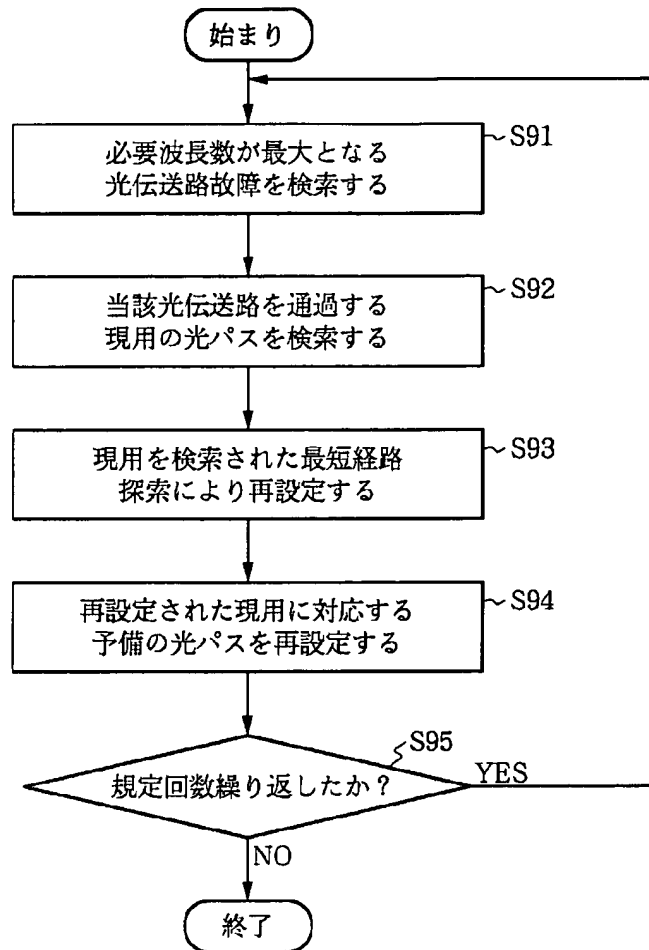 始まり
必要波長数が最大となる
光伝送路故障を検索する
S91
当該光伝送路を通過する
現用の光パスを検索する
S92
現用を検索された最短経路
探索により再設定する
S93
再設定された現用に対応する
予備の光パスを再設定する
S94
規定回数繰り返したか?
S95
YES
NO
終了